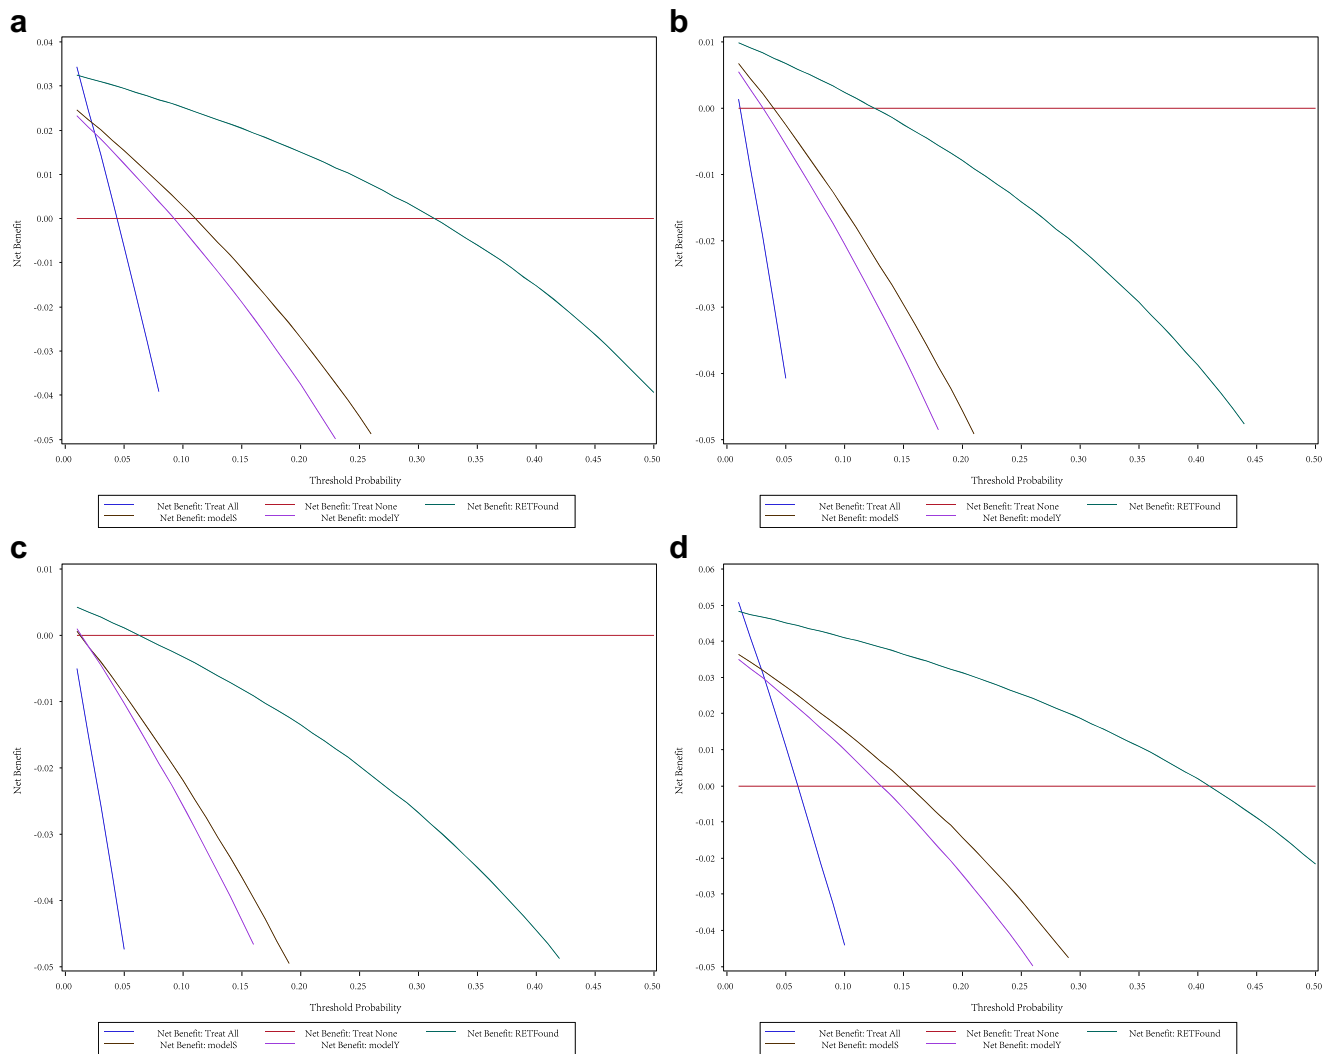 a
0.04
0.03
0.02
0.01
0.00
-0.01
-0.02
-0.03
-0.04
-0.05
Net Benefit
0.00 0.05 0.10 0.15 0.20 0.25 0.30 0.35 0.40 0.45 0.50
Threshold Probability
Net Benefit: Treat All Net Benefit: Treat None Net Benefit: RETFound
Net Benefit: modelS Net Benefit: modelY
b
0.01
0.00
-0.01
-0.02
-0.03
-0.04
-0.05
Net Benefit
0.00 0.05 0.10 0.15 0.20 0.25 0.30 0.35 0.40 0.45 0.50
Threshold Probability
Net Benefit: Treat All Net Benefit: Treat None Net Benefit: RETFound
Net Benefit: modelS Net Benefit: modelY
c
0.01
0.00
-0.01
-0.02
-0.03
-0.04
-0.05
Net Benefit
0.00 0.05 0.10 0.15 0.20 0.25 0.30 0.35 0.40 0.45 0.50
Threshold Probability
Net Benefit: Treat All Net Benefit: Treat None Net Benefit: RETFound
Net Benefit: modelS Net Benefit: modelY
d
0.06
0.05
0.04
0.03
0.02
0.01
0.00
-0.01
-0.02
-0.03
-0.04
-0.05
Net Benefit
0.00 0.05 0.10 0.15 0.20 0.25 0.30 0.35 0.40 0.45 0.50
Threshold Probability
Net Benefit: Treat All Net Benefit: Treat None Net Benefit: RETFound
Net Benefit: modelS Net Benefit: modelY